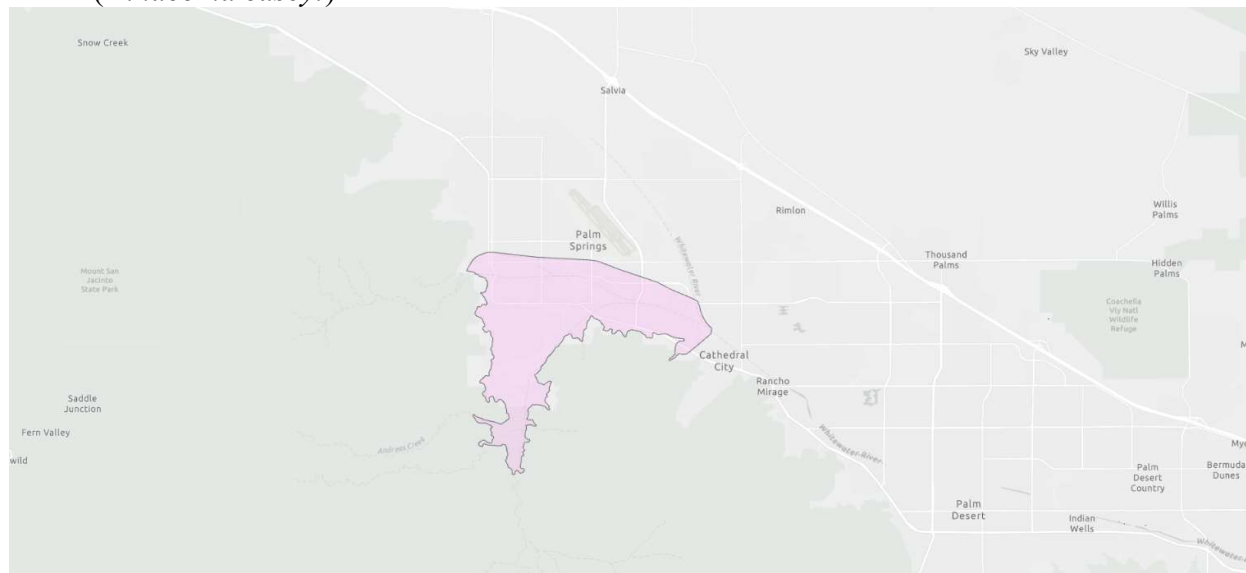 Snow Creek
Sky Valley
Salvia
Willis
Palms
Rimlon
Palm
Springs
Whitewater River
Thousand
Palms
Hidden
Palms
Mount San
Jacinto
State Park
Coachella
Vly Natl
Wildlife
Refuge
Cathedral
City
Rancho
Mirage
Saddle
Junction
Fern Valley
Andreas Creek
wild
Whitewater River
Palm
Desert
Country
Bermuda
Dunes
Palm
Desert
Indian
Wells